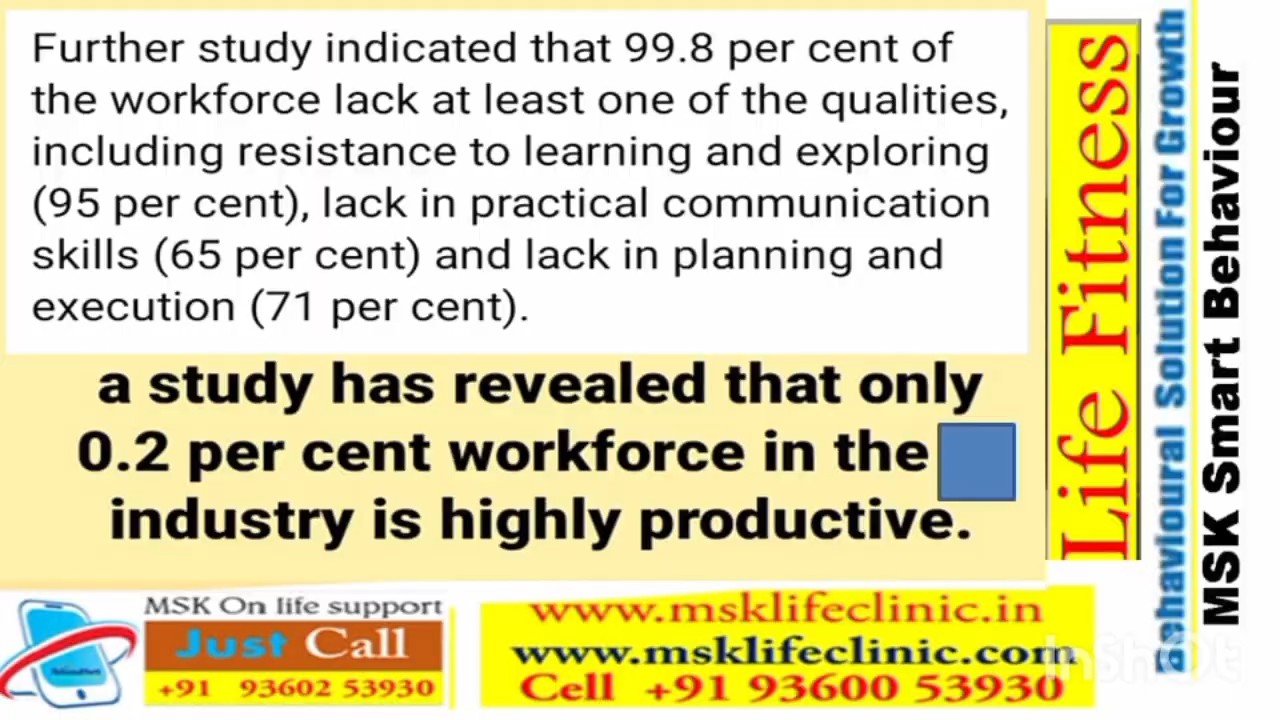 Further study indicated that 99.8 per cent of
the workforce lack at least one of the qualities,
including resistance to learning and exploring
(95 per cent), lack in practical communication
skills (65 per cent) and lack in planning and
execution (71 per cent).
a study has revealed that only
0.2 per cent workforce in the
industry is highly productive.
Life Fitness
Behavioural Solution For Growth
MSK Smart Behaviour
MSK On life support
Just Call
+91 93602 53930
www.msklifeclinic.in
www.msklifeclinic.com
Cell +91 93600 53930
InShOt